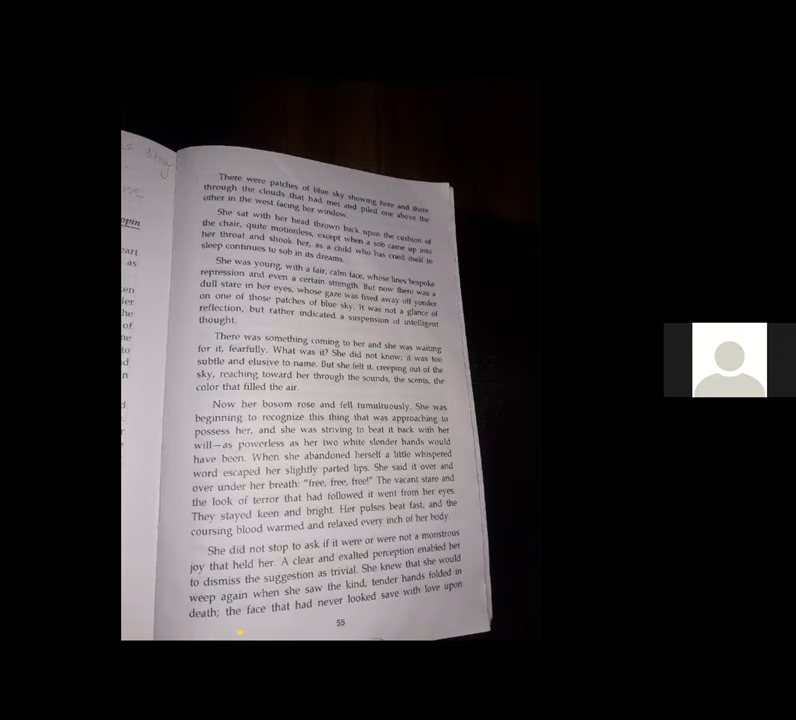 s story
opin
eart
as
en
ler
he
of
ne
to
d
n
d
r
There were patches of blue sky showing here and there
through the clouds that had met and piled one above the
other in the west facing her window.
She sat with her head thrown back upon the cushion of
the chair, quite motionless, except when a sob came up into
her throat and shook her, as a child who has cried itself to
sleep continues to sob in its dreams.
She was young, with a fair, calm face, whose lines bespoke
repression and even a certain strength. But now there was a
dull stare in her eyes, whose gaze was fixed away off yonder
on one of those patches of blue sky. It was not a glance of
reflection, but rather indicated a suspension of intelligent
thought.
There was something coming to her and she was waiting
for it, fearfully. What was it? She did not know; it was too
subtle and elusive to name. But she felt it, creeping out of the
sky, reaching toward her through the sounds, the scents, the
color that filled the air.
Now her bosom rose and fell tumultuously. She was
beginning to recognize this thing that was approaching to
possess her, and she was striving to beat it back with her
will—as powerless as her two white slender hands would
have been. When she abandoned herself a little whispered
word escaped her slightly parted lips. She said it over and
over under her breath: "free, free, free!" The vacant stare and
the look of terror that had followed it went from her eyes.
They stayed keen and bright. Her pulses beat fast, and the
coursing blood warmed and relaxed every inch of her body.
She did not stop to ask if it were or were not a monstrous
joy that held her. A clear and exalted perception enabled her
to dismiss the suggestion as trivial. She knew that she would
weep again when she saw the kind, tender hands folded in
death; the face that had never looked save with love upon
55